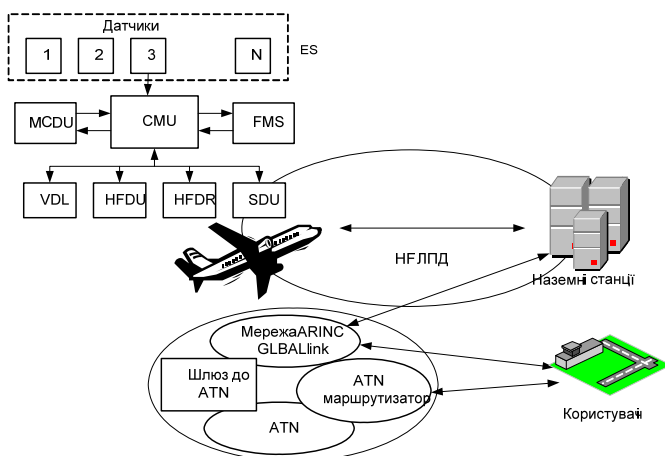 Датчики
1 2 3 N ES
MCDU CMU FMS
VDL HFDU HFDR SDU
HFЛПД
Наземні станції
МережаARINC
GLBALlink
Шлюз до
ATN
ATN
маршрутизатор
ATN
Користувачі